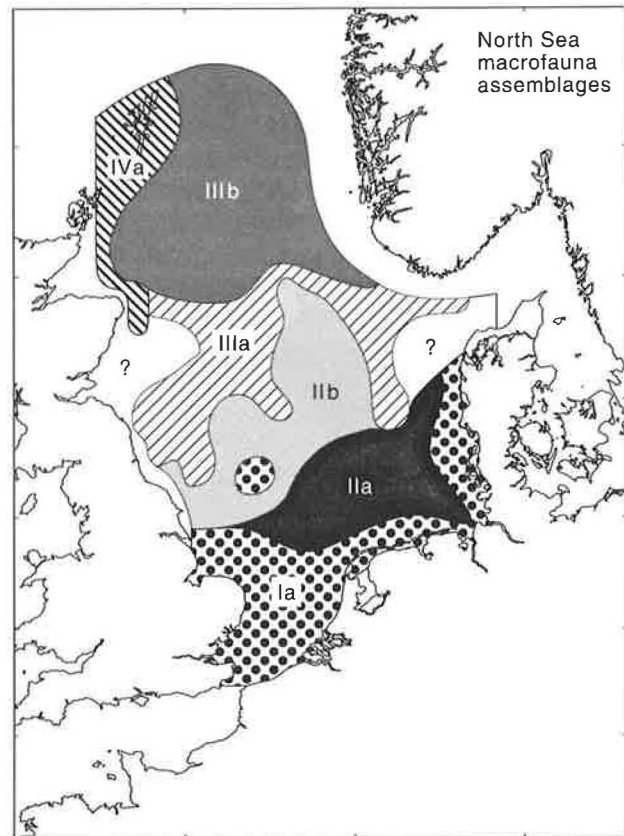 North Sea
macrofauna
assemblages
IVa
IIIb
IIIa
?
?
IIb
IIa
Ia